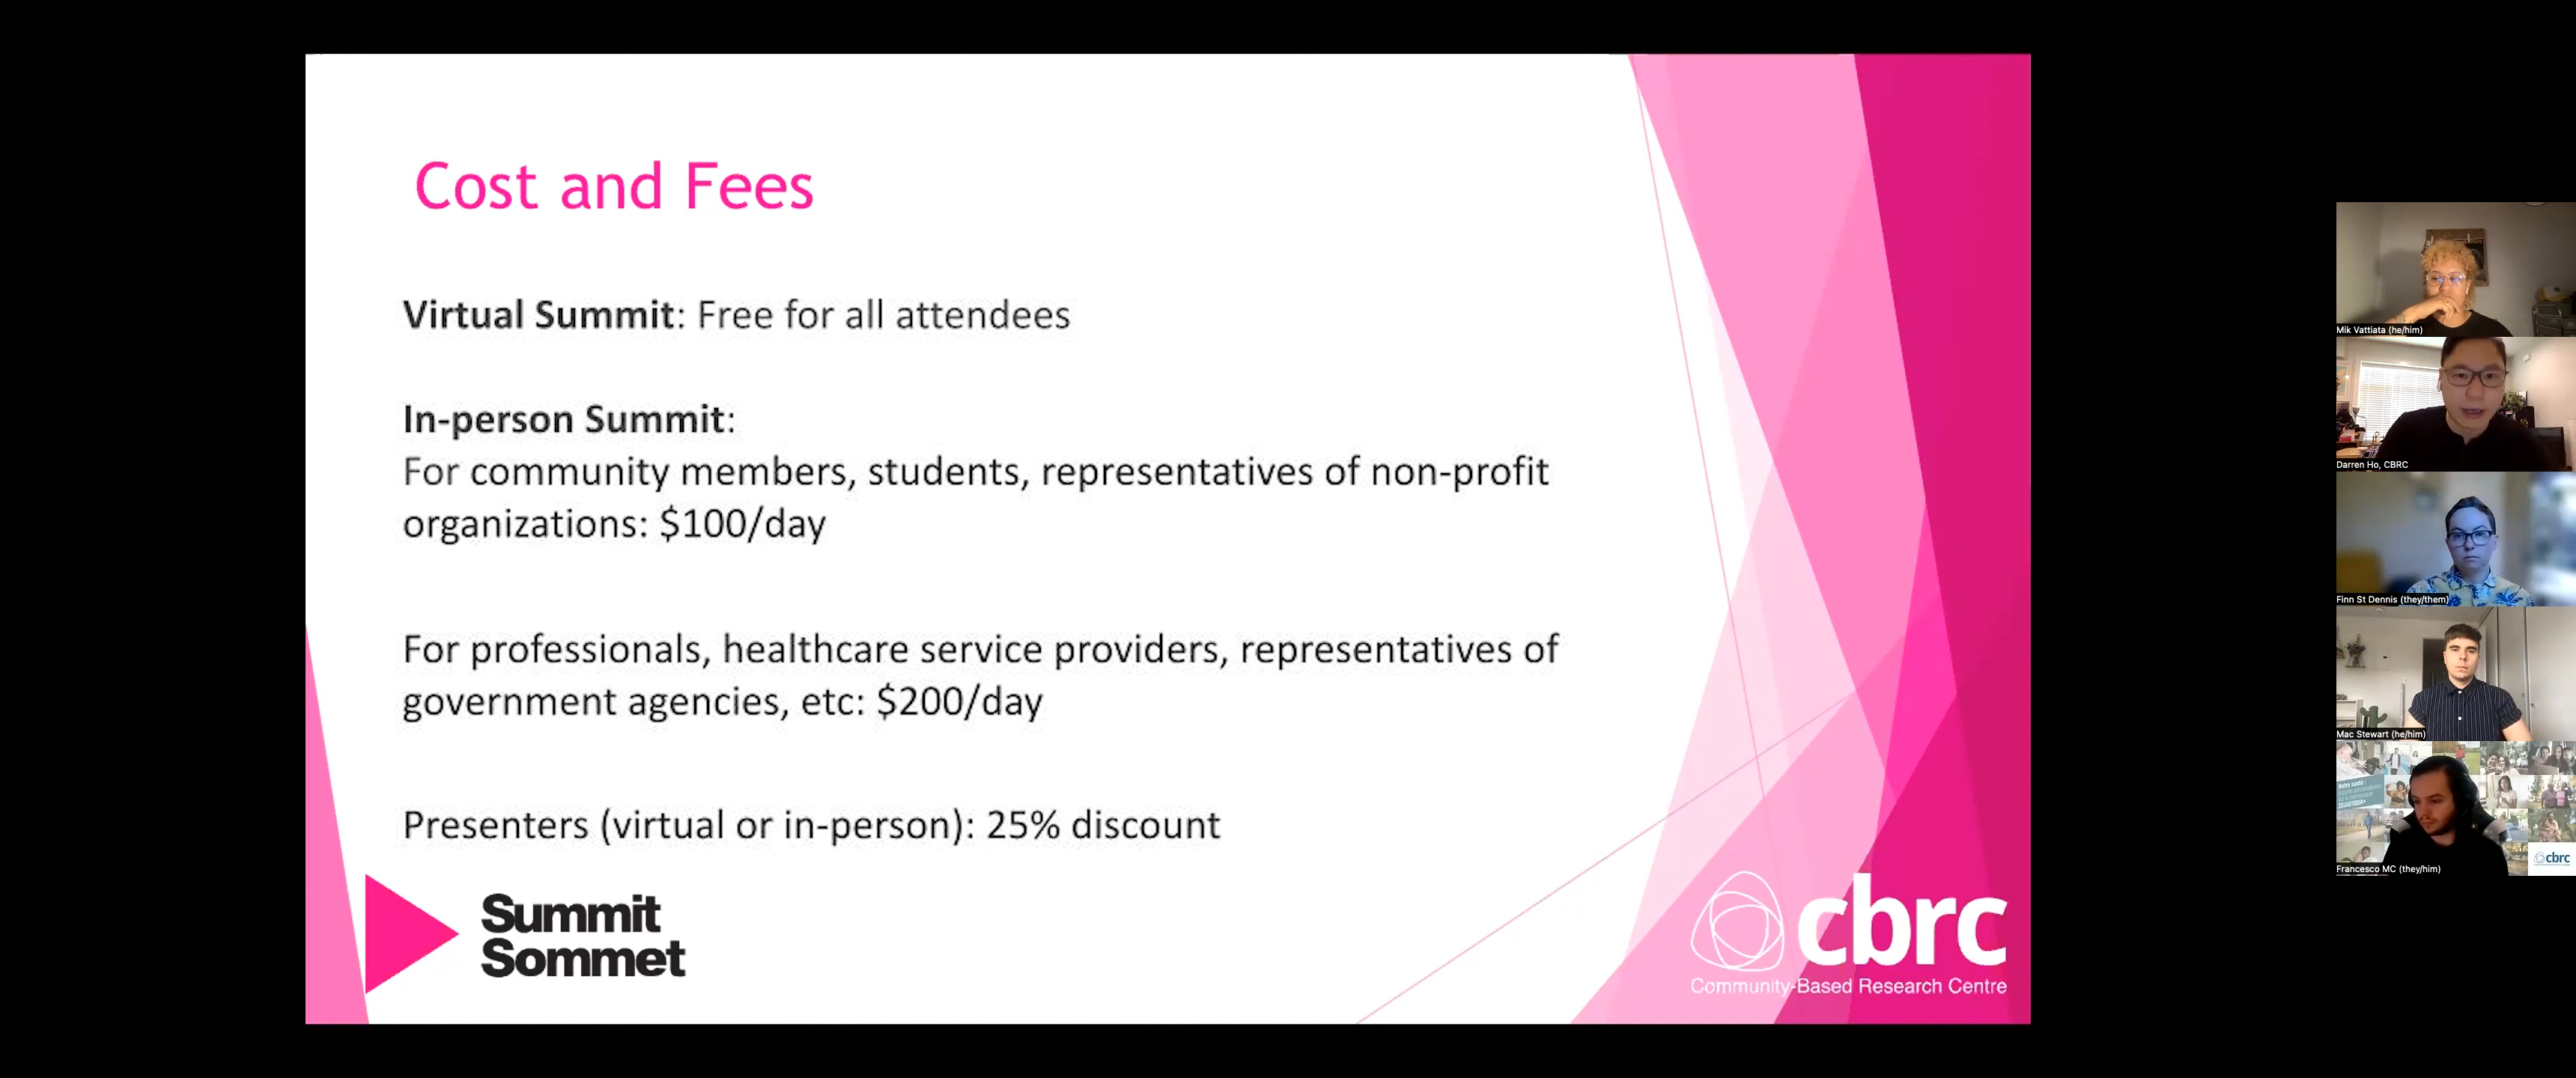 Cost and Fees
Virtual Summit: Free for all attendees
In-person Summit:
For community members, students, representatives of non-profit
organizations: $100/day
For professionals, healthcare service providers, representatives of
government agencies, etc: $200/day
Presenters (virtual or in-person): 25% discount
Summit
Sommet
cbrc
Community-Based Research Centre
Mik Vattiata (he/him)
Darren Ho, CBRC
Finn St Dennis (they/them)
Mac Stewart (he/him)
Notre santé
cbrc
Francesco MC (they/him)